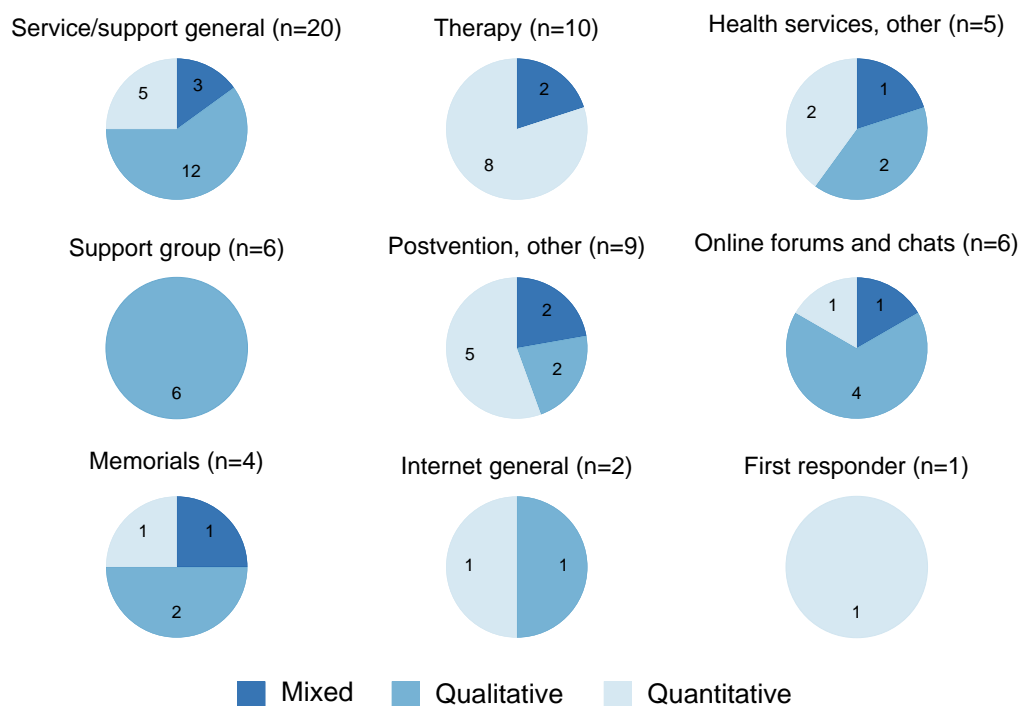 Service/support general (n=20)
Therapy (n=10)
Health services, other (n=5)
3
5
12
2
8
1
2
2
Support group (n=6)
Postvention, other (n=9)
Online forums and chats (n=6)
6
2
5
2
1
1
4
Memorials (n=4)
Internet general (n=2)
First responder (n=1)
1
1
2
1
1
1
Mixed
Qualitative
Quantitative